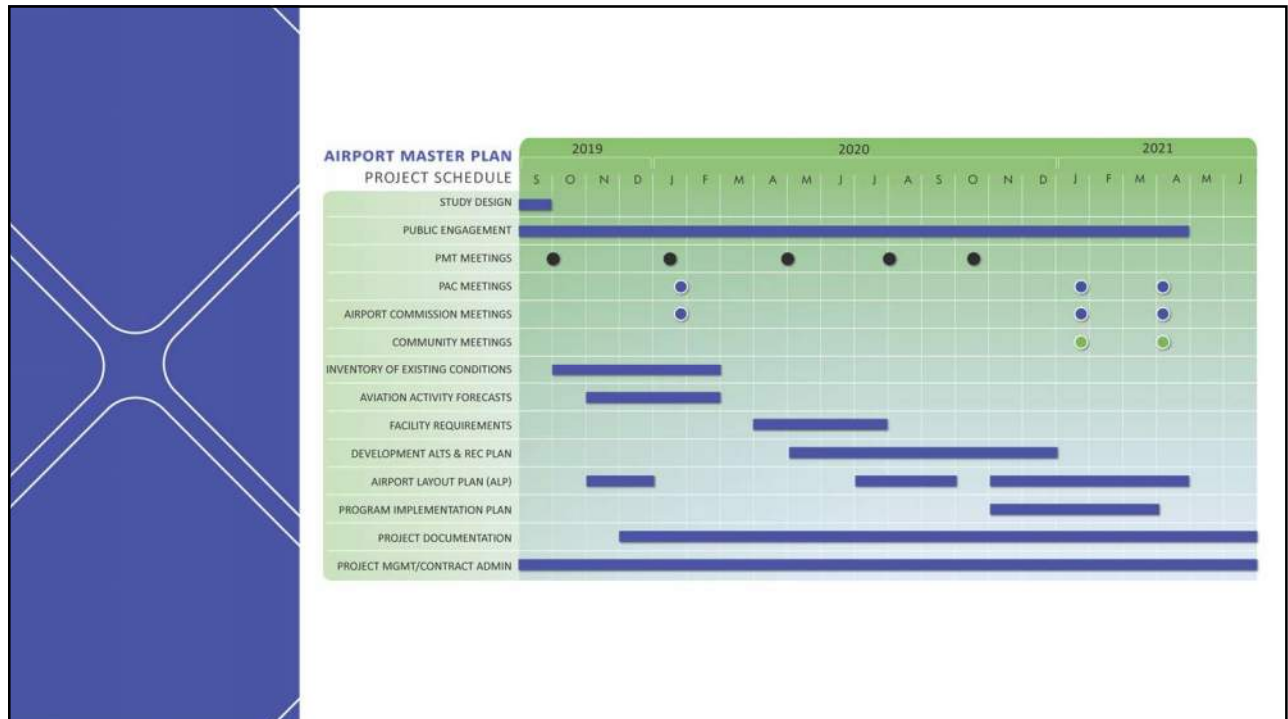 2019 2020 2021
AIRPORT MASTER PLAN
PROJECT SCHEDULE S O N D J F M A M J J A S O N D J F M A M J
STUDY DESIGN
PUBLIC ENGAGEMENT
PMT MEETINGS
PAC MEETINGS
AIRPORT COMMISSION MEETINGS
COMMUNITY MEETINGS
INVENTORY OF EXISTING CONDITIONS
AVIATION ACTIVITY FORECASTS
FACILITY REQUIREMENTS
DEVELOPMENT ALTS & REC PLAN
AIRPORT LAYOUT PLAN (ALP)
PROGRAM IMPLEMENTATION PLAN
PROJECT DOCUMENTATION
PROJECT MGMT/CONTRACT ADMIN